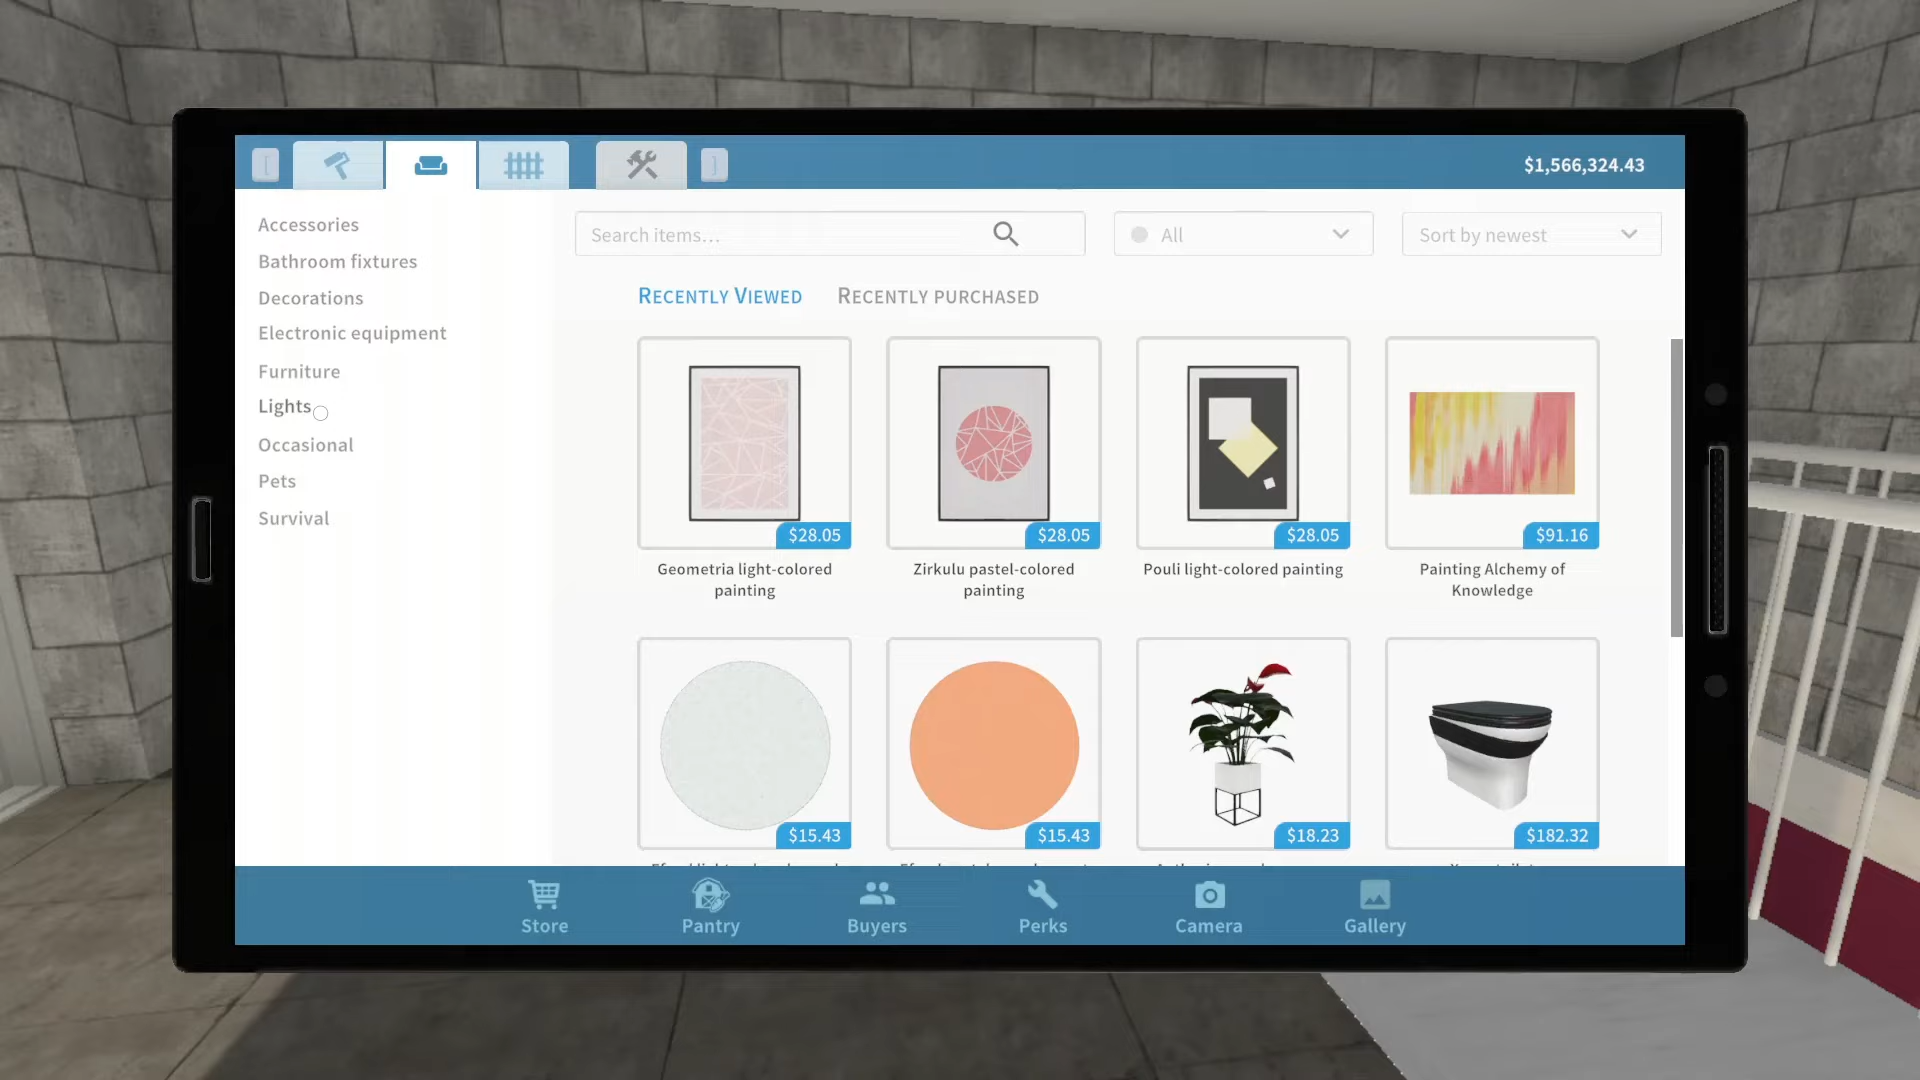 [
]
$1,566,324.43
Accessories
Bathroom fixtures
Decorations
Electronic equipment
Furniture
Lights
Occasional
Pets
Survival
Search items...
All
Sort by newest
RECENTLY VIEWED
RECENTLY PURCHASED
$28.05
$28.05
$28.05
$91.16
Geometria light-colored
painting
Zirkulu pastel-colored
painting
Pouli light-colored painting
Painting Alchemy of
Knowledge
$15.43
$15.43
$18.23
$182.32
Store
Pantry
Buyers
Perks
Camera
Gallery